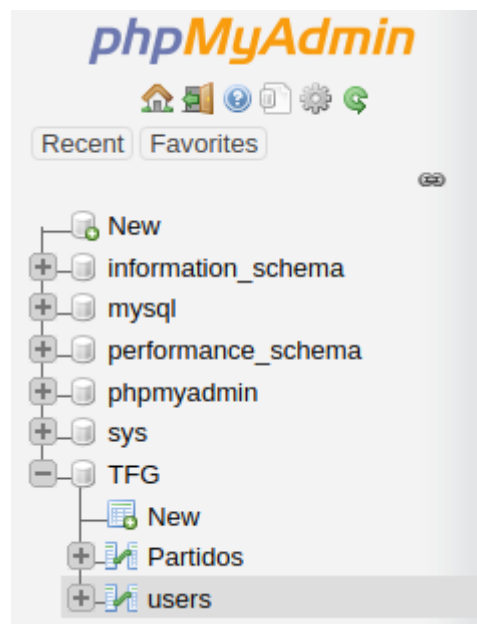 phpMyAdmin
Recent Favorites
New
information_schema
mysql
performance_schema
phpmyadmin
sys
TFG
New
Partidos
users